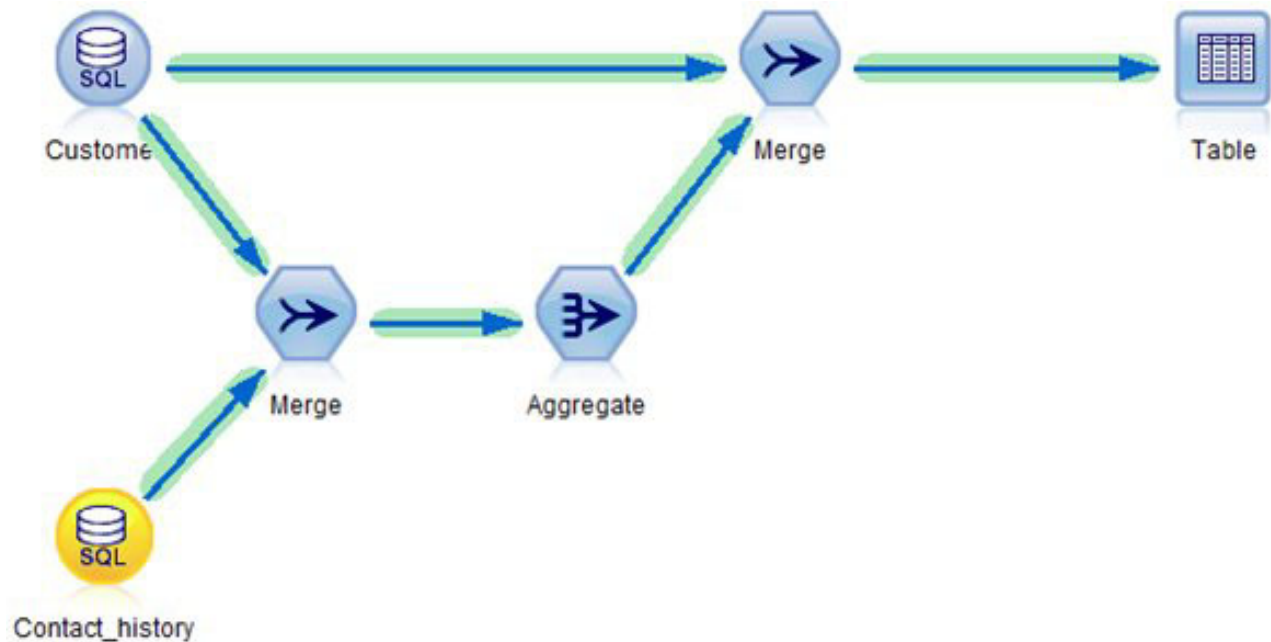 SQL
Custome
Merge
Table
Merge
Aggregate
SQL
Contact_history